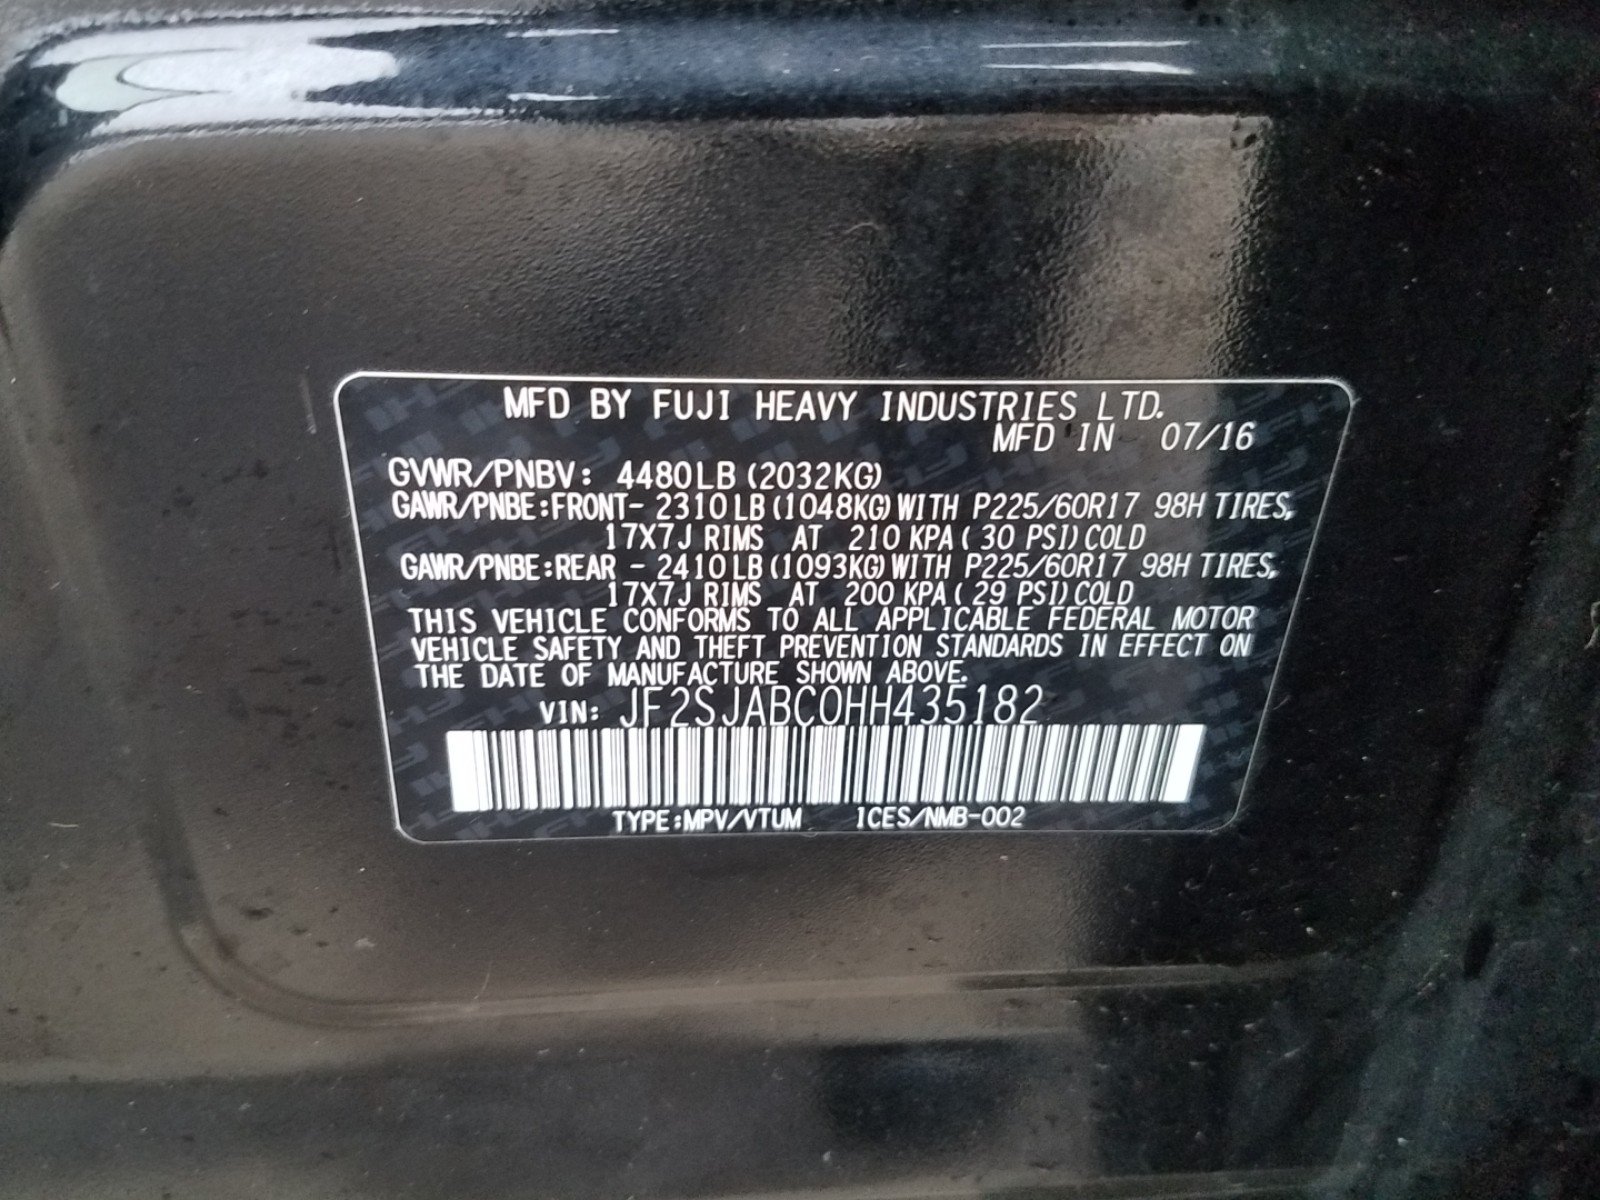 MFD BY FUJI HEAVY INDUSTRIES LTD.
MFD IN 07/16
GVWR/PNBV: 4480LB (2032KG)
GAWR/PNBE:FRONT- 2310LB (1048KG) WITH P225/60R17 98H TIRES,
17X7J RIMS AT 210 KPA ( 30 PSI) COLD
GAWR/PNBE:REAR - 2410LB (1093KG) WITH P225/60R17 98H TIRES,
17X7J RIMS AT 200 KPA ( 29 PSI) COLD
THIS VEHICLE CONFORMS TO ALL APPLICABLE FEDERAL MOTOR
VEHICLE SAFETY AND THEFT PREVENTION STANDARDS IN EFFECT ON
THE DATE OF MANUFACTURE SHOWN ABOVE.
VIN: JF2SJABC0HH435182
TYPE:MPV/VTUM ICES/NMB-002